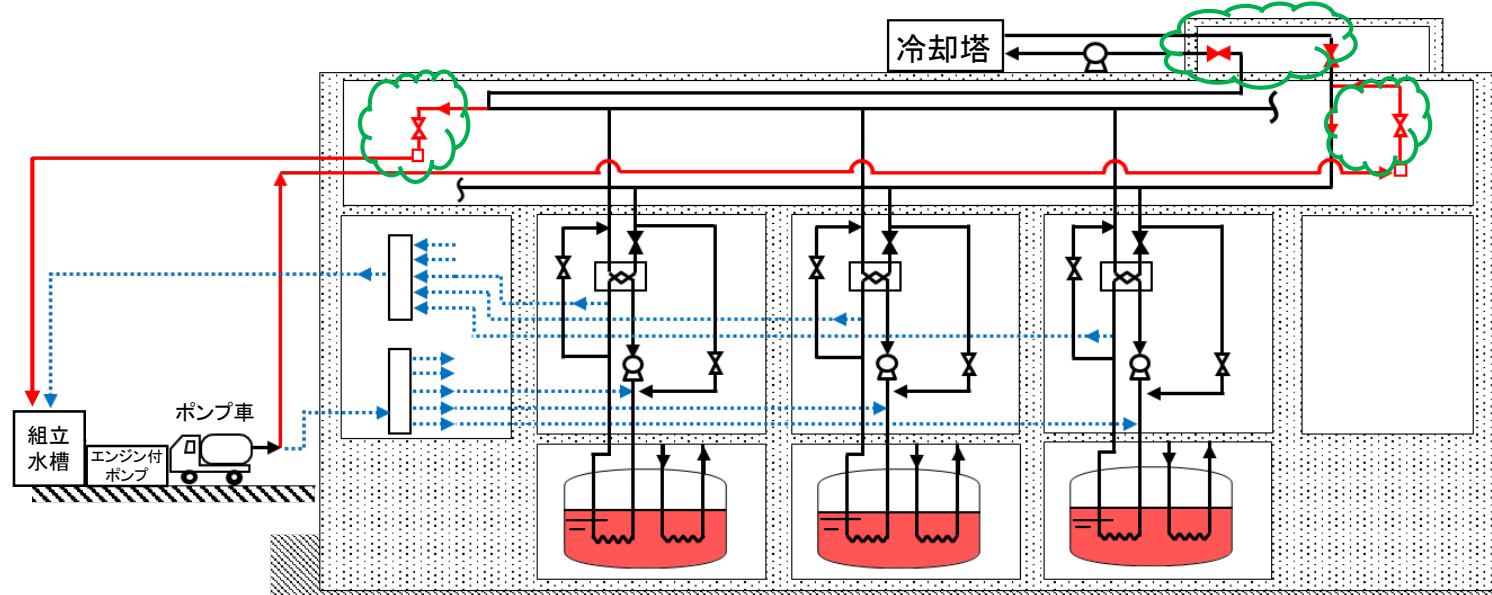 冷却塔
ポンプ車
組立
水槽
エンジン付
ポンプ